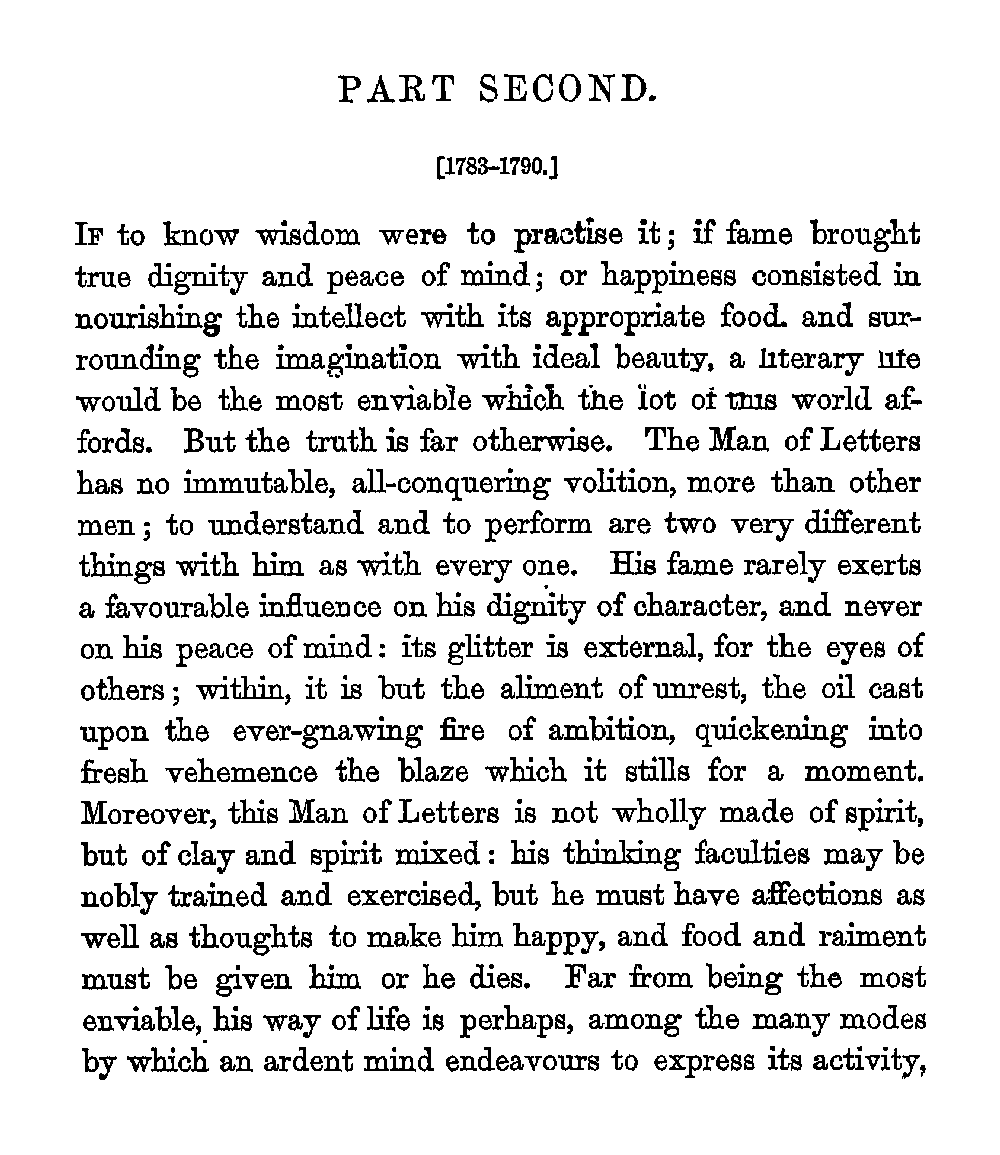 PART SECOND.
[1783–1790.]
IF to know wisdom were to practise it; if fame brought
true dignity and peace of mind; or happiness consisted in
nourishing the intellect with its appropriate food. and sur-
rounding the imagination with ideal beauty, a literary life
would be the most enviable which the lot of this world af-
fords. But the truth is far otherwise. The Man of Letters
has no immutable, all-conquering volition, more than other
men; to understand and to perform are two very different
things with him as with every one. His fame rarely exerts
a favourable influence on his dignity of character, and never
on his peace of mind: its glitter is external, for the eyes of
others; within, it is but the aliment of unrest, the oil cast
upon the ever-gnawing fire of ambition, quickening into
fresh vehemence the blaze which it stills for a moment.
Moreover, this Man of Letters is not wholly made of spirit,
but of clay and spirit mixed: his thinking faculties may be
nobly trained and exercised, but he must have affections as
well as thoughts to make him happy, and food and raiment
must be given him or he dies. Far from being the most
enviable, his way of life is perhaps, among the many modes
by which an ardent mind endeavours to express its activity,